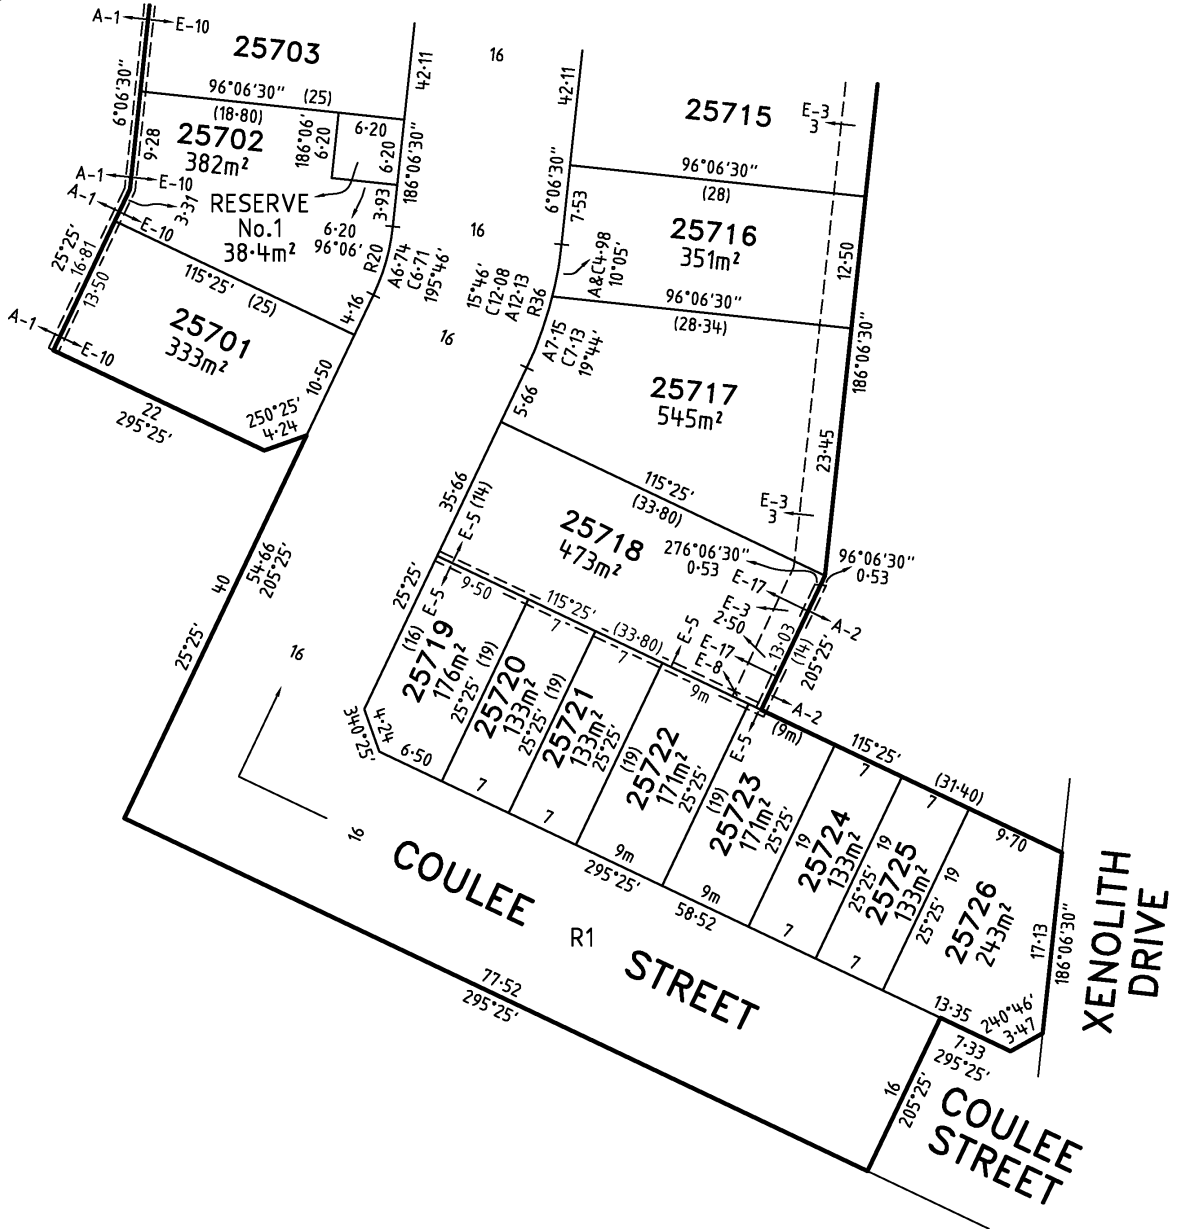 A-1
E-10
25703
42·11
16
42·11
6°06'30"
96°06'30" (25)
(18·80)
25702
382m²
9·28
186°06'
6·20
6·20
6·20
186°06'30"
A-1
E-10
A-1
E-10
3·31
RESERVE
No.1
38·4m²
6·20
96°06'
3·93
R20
A6·74
C6·71
195°46'
4·16
25°25'
16·81
13·50
115°25' (25)
25701
333m²
A-1
E-10
22
295°25'
250°25'
4·24
10·50
16
15°46'
C12·08
A12·13
R36
16
6°06'30"
7·53
A&C4·98
10°05'
25715
E-3
3
96°06'30"
(28)
25716
351m²
12·50
96°06'30"
(28·34)
186°06'30"
A7·15
C7·13
19°44'
5·66
25717
545m²
23·45
115°25'
(33·80)
E-3
3
35·66
E-5 (14)
25718
473m²
276°06'30"
0·53
96°06'30"
0·53
E-17
E-3
2·50
A-2
13·03
(14)
205°25'
E-17
E-8
A-2
E-5
25°25'
E-5
9·50
115°25'
(33·80)
7
7
9m
E-5
(9m)
40
54·66
205°25'
25°25'
16
(16)
25719
176m²
25°25' (19)
25720
133m²
25°25' (19)
25721
133m²
25°25'
(19)
25722
171m²
25°25'
(19)
25723
171m²
25°25'
19
25724
133m²
25°25' 19
25725
133m²
25°25' 19
25726
243m²
115°25'
(31·40)
7
7
9·70
4·24
340°25'
6·50
7
7
9m
295°25'
9m
58·52
7
7
13·35
17·13
186°06'30"
240°46'
3·47
7·33
295°25'
16
COULEE
R1
STREET
77·52
295°25'
16
205°25'
XENOLITH
DRIVE
COULEE
STREET